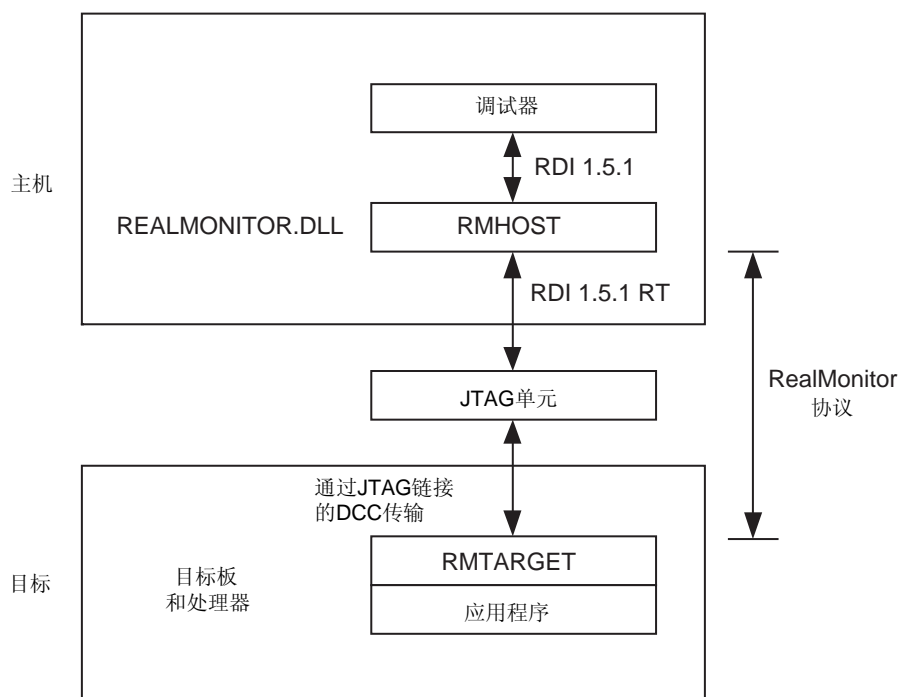 调试器
RDI 1.5.1
主机
REALMONITOR.DLL
RMHOST
RDI 1.5.1 RT
JTAG单元
RealMonitor
协议
通过JTAG链接
的DCC传输
RMTARGET
目标
目标板
和处理器
应用程序